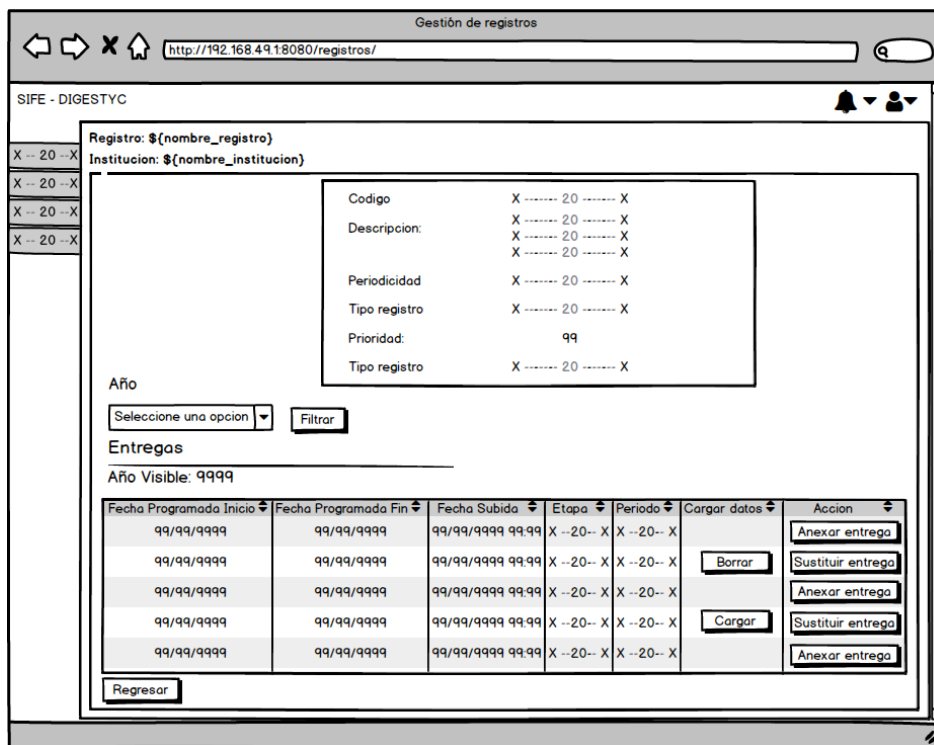 Gestión de registros
http://192.168.49.1:8080/registros/
SIFE - DIGESTYC
X -- 20 --X
X -- 20 --X
X -- 20 --X
X -- 20 --X
Registro: ${nombre_registro}
Institucion: ${nombre_institucion}
Codigo X ------- 20 ------- X
Descripcion: X ------- 20 ------- X
X ------- 20 ------- X
X ------- 20 ------- X
Periodicidad X ------- 20 ------- X
Tipo registro X ------- 20 ------- X
Prioridad: 99
Tipo registro X ------- 20 ------- X
Año
Seleccione una opcion Filtrar
Entregas
Año Visible: 9999
Fecha Programada Inicio Fecha Programada Fin Fecha Subida Etapa Periodo Cargar datos Accion
99/99/9999 99/99/9999 99/99/9999 99:99 X --20-- X X --20-- X Anexar entrega
99/99/9999 99/99/9999 99/99/9999 99:99 X --20-- X X --20-- X Borrar Sustituir entrega
99/99/9999 99/99/9999 99/99/9999 99:99 X --20-- X X --20-- X Anexar entrega
99/99/9999 99/99/9999 99/99/9999 99:99 X --20-- X X --20-- X Cargar Sustituir entrega
99/99/9999 99/99/9999 99/99/9999 99:99 X --20-- X X --20-- X Anexar entrega
Regresar